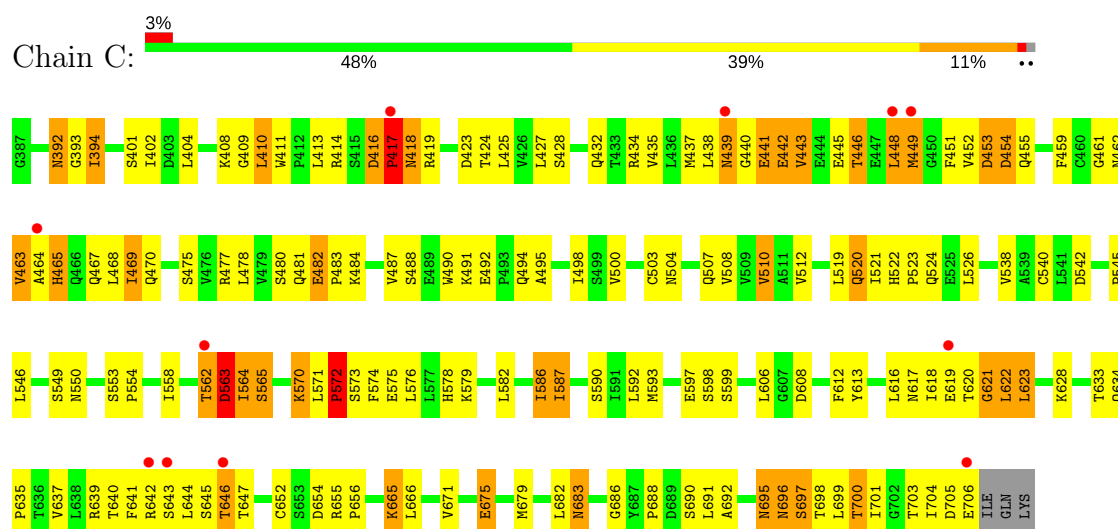 3%
Chain C:
48% 39% 11% ••
G387 N392 G393 I394 S401 I402 D403 L404 K408 G409 L410 W411 P412 L413 R414 S415 D416 P417 N418 R419 D423 T424 L425 V426 L427 S428 Q432 T433 R434 V435 L436 M437 L438 N439 G440 E441 E442 V443 E444 E445 T446 E447 L448 M449 G450 F451 V452 D453 D454 Q455 F459 C460 G461 N462
V463 A464 H465 Q466 Q467 L468 I469 Q470 S475 V476 R477 L478 V479 S480 Q481 E482 P483 K484 V487 S488 E489 W490 K491 E492 P493 Q494 A495 I498 S499 V500 C503 N504 Q507 V508 V509 V510 A511 V512 L519 Q520 I521 H522 P523 Q524 E525 L526 V538 A539 C540 L541 D542
L546 S549 N550 S553 P554 I558 T562 D563 I564 S565 K570 L571 P572 S573 F574 E575 L576 L577 H578 K579 L582 I586 I587 S590 I591 L592 M593 E597 S598 S599 L606 G607 D608 F612 Y613 L616 N617 I618 E619 T620 G621 L622 L623 K628 T633
P635 T636 V637 L638 R639 T640 F641 R642 S643 L644 S645 T646 T647 C652 S653 D654 R655 P656 K665 L666 V671 E675 M679 L682 N683 G686 Y687 P688 D689 S690 L691 A692 N695 N696 S697 T698 L699 T700 I701 G702 T703 I704 D705 E706 ILE GLN LYS